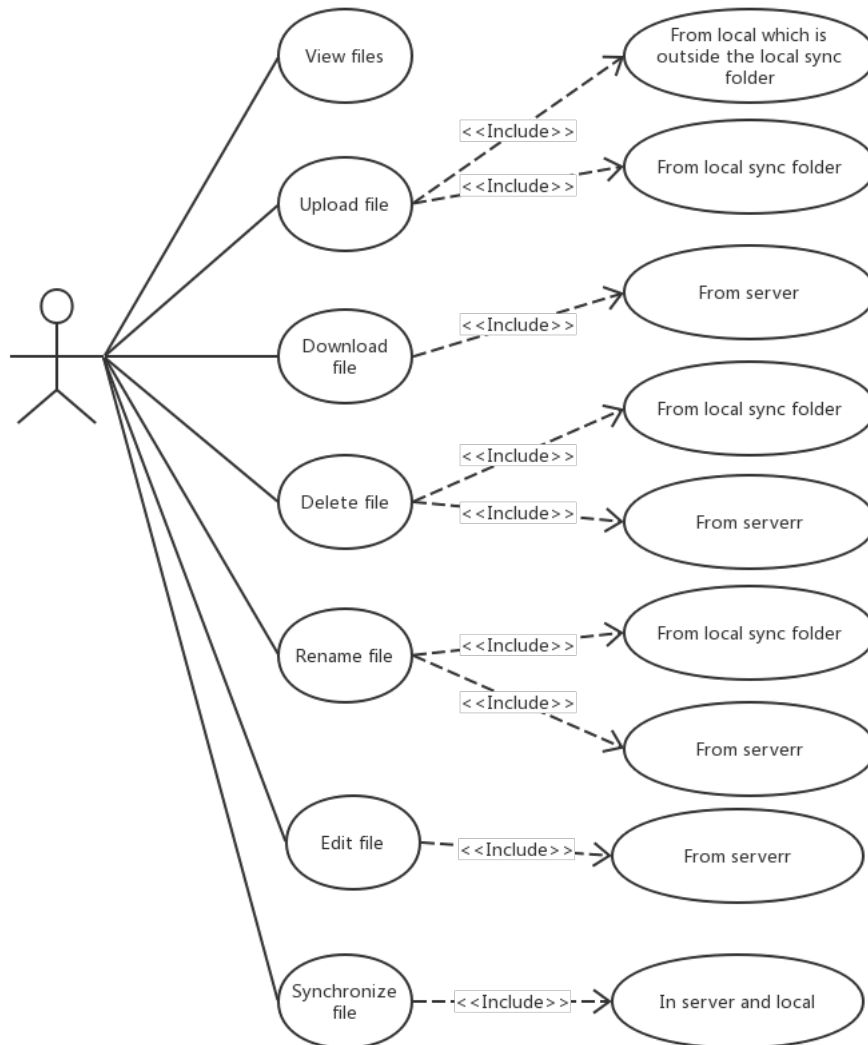 View files
From local which is
outside the local sync
folder
<<Include>>
Upload file
<<Include>>
From local sync folder
Download
file
<<Include>>
From server
Delete file
<<Include>>
From local sync folder
<<Include>>
From serverr
Rename file
<<Include>>
From local sync folder
<<Include>>
From serverr
Edit file
<<Include>>
From serverr
Synchronize
file
<<Include>>
In server and local